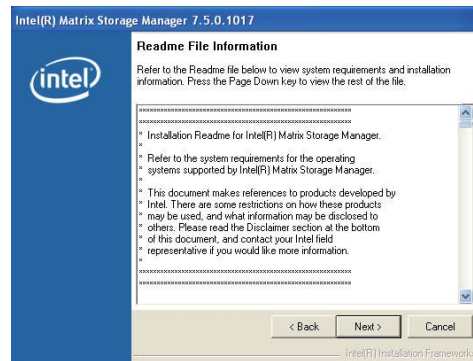 Intel(R) Matrix Storage Manager 7.5.0.1017
intel
Readme File Information
Refer to the Readme file below to view system requirements and installation
information. Press the Page Down key to view the rest of the file.
************************************************************
************************************************************
* Installation Readme for Intel(R) Matrix Storage Manager.
*
* Refer to the system requirements for the operating
* systems supported by Intel(R) Matrix Storage Manager.
*
* This document makes references to products developed by
* Intel. There are some restrictions on how these products
* may be used, and what information may be disclosed to
* others. Please read the Disclaimer section at the bottom
* of this document, and contact your Intel field
* representative if you would like more information.
*
************************************************************
************************************************************
< Back Next > Cancel
Intel(R) Installation Framework